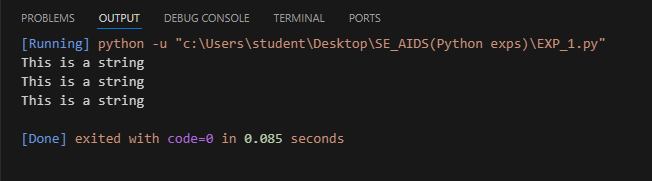 PROBLEMS OUTPUT DEBUG CONSOLE TERMINAL PORTS
[Running] python -u "c:\Users\student\Desktop\SE_AIDS(Python exps)\EXP_1.py"
This is a string
This is a string
This is a string
[Done] exited with code=0 in 0.085 seconds